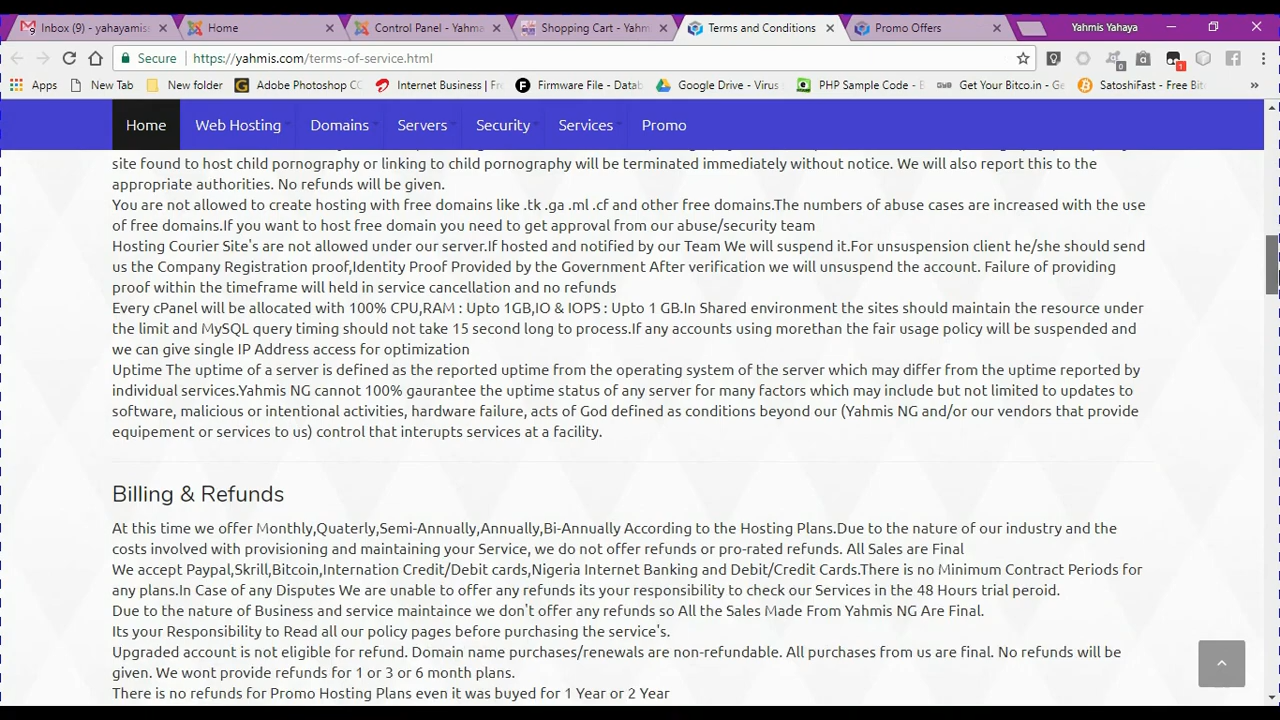 Inbox (9) - yahayamiss
Home
Control Panel - Yahma
Shopping Cart - Yahm
Terms and Conditions
Promo Offers
Yahmis Yahaya
Secure
https://yahmis.com/terms-of-service.html
0
1
Apps
New Tab
New folder
Adobe Photoshop CC
Internet Business | Fr
Firmware File - Datab
Google Drive - Virus S
PHP Sample Code - B
Get Your Bitco.in - Ge
SatoshiFast - Free Bit
Home
Web Hosting
Domains
Servers
Security
Services
Promo
site found to host child pornography or linking to child pornography will be terminated immediately without notice. We will also report this to the
appropriate authorities. No refunds will be given.
You are not allowed to create hosting with free domains like .tk .ga .ml .cf and other free domains.The numbers of abuse cases are increased with the use
of free domains.If you want to host free domain you need to get approval from our abuse/security team
Hosting Courier Site's are not allowed under our server.If hosted and notified by our Team We will suspend it.For unsuspension client he/she should send
us the Company Registration proof,Identity Proof Provided by the Government After verification we will unsuspend the account. Failure of providing
proof within the timeframe will held in service cancellation and no refunds
Every cPanel will be allocated with 100% CPU,RAM : Upto 1GB,IO & IOPS : Upto 1 GB.In Shared environment the sites should maintain the resource under
the limit and MySQL query timing should not take 15 second long to process.If any accounts using morethan the fair usage policy will be suspended and
we can give single IP Address access for optimization
Uptime The uptime of a server is defined as the reported uptime from the operating system of the server which may differ from the uptime reported by
individual services.Yahmis NG cannot 100% gaurantee the uptime status of any server for many factors which may include but not limited to updates to
software, malicious or intentional activities, hardware failure, acts of God defined as conditions beyond our (Yahmis NG and/or our vendors that provide
equipement or services to us) control that interupts services at a facility.
Billing & Refunds
At this time we offer Monthly,Quaterly,Semi-Annually,Annually,Bi-Annually According to the Hosting Plans.Due to the nature of our industry and the
costs involved with provisioning and maintaining your Service, we do not offer refunds or pro-rated refunds. All Sales are Final
We accept Paypal,Skrill,Bitcoin,Internation Credit/Debit cards,Nigeria Internet Banking and Debit/Credit Cards.There is no Minimum Contract Periods for
any plans.In Case of any Disputes We are unable to offer any refunds its your responsibility to check our Services in the 48 Hours trial peroid.
Due to the nature of Business and service maintaince we don't offer any refunds so All the Sales Made From Yahmis NG Are Final.
Its your Responsibility to Read all our policy pages before purchasing the service's.
Upgraded account is not eligible for refund. Domain name purchases/renewals are non-refundable. All purchases from us are final. No refunds will be
given. We wont provide refunds for 1 or 3 or 6 month plans.
There is no refunds for Promo Hosting Plans even it was buyed for 1 Year or 2 Year